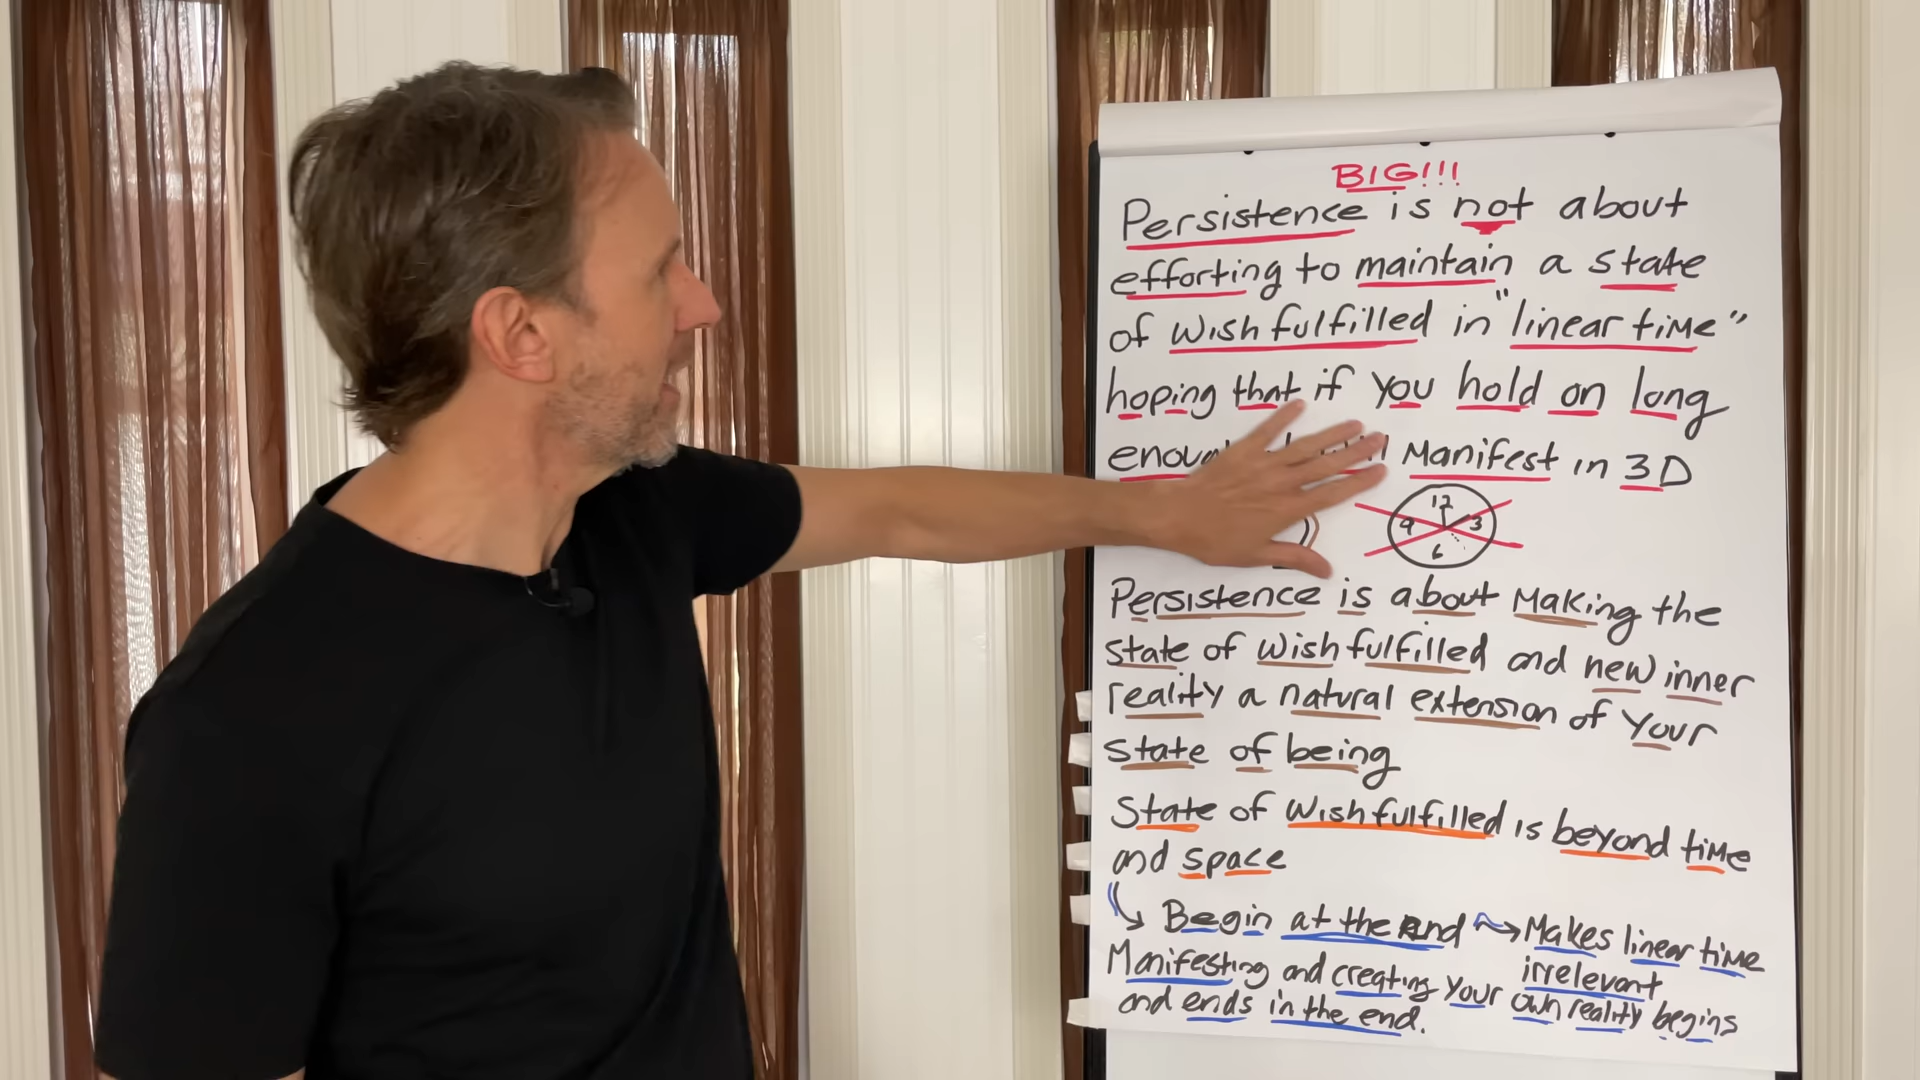 BIG!!!
Persistence is not about
efforting to maintain a state
of wish fulfilled in "linear time"
hoping that if you hold on long
Manifest in 3D
12
9 3
6
Persistence is about Making the
state of wish fulfilled and new inner
reality a natural extension of your
state of being
State of wish fulfilled is beyond time
and space
Begin at the End → Makes linear time
irrelevant
Manifesting and creating your own reality begins
and ends in the end.